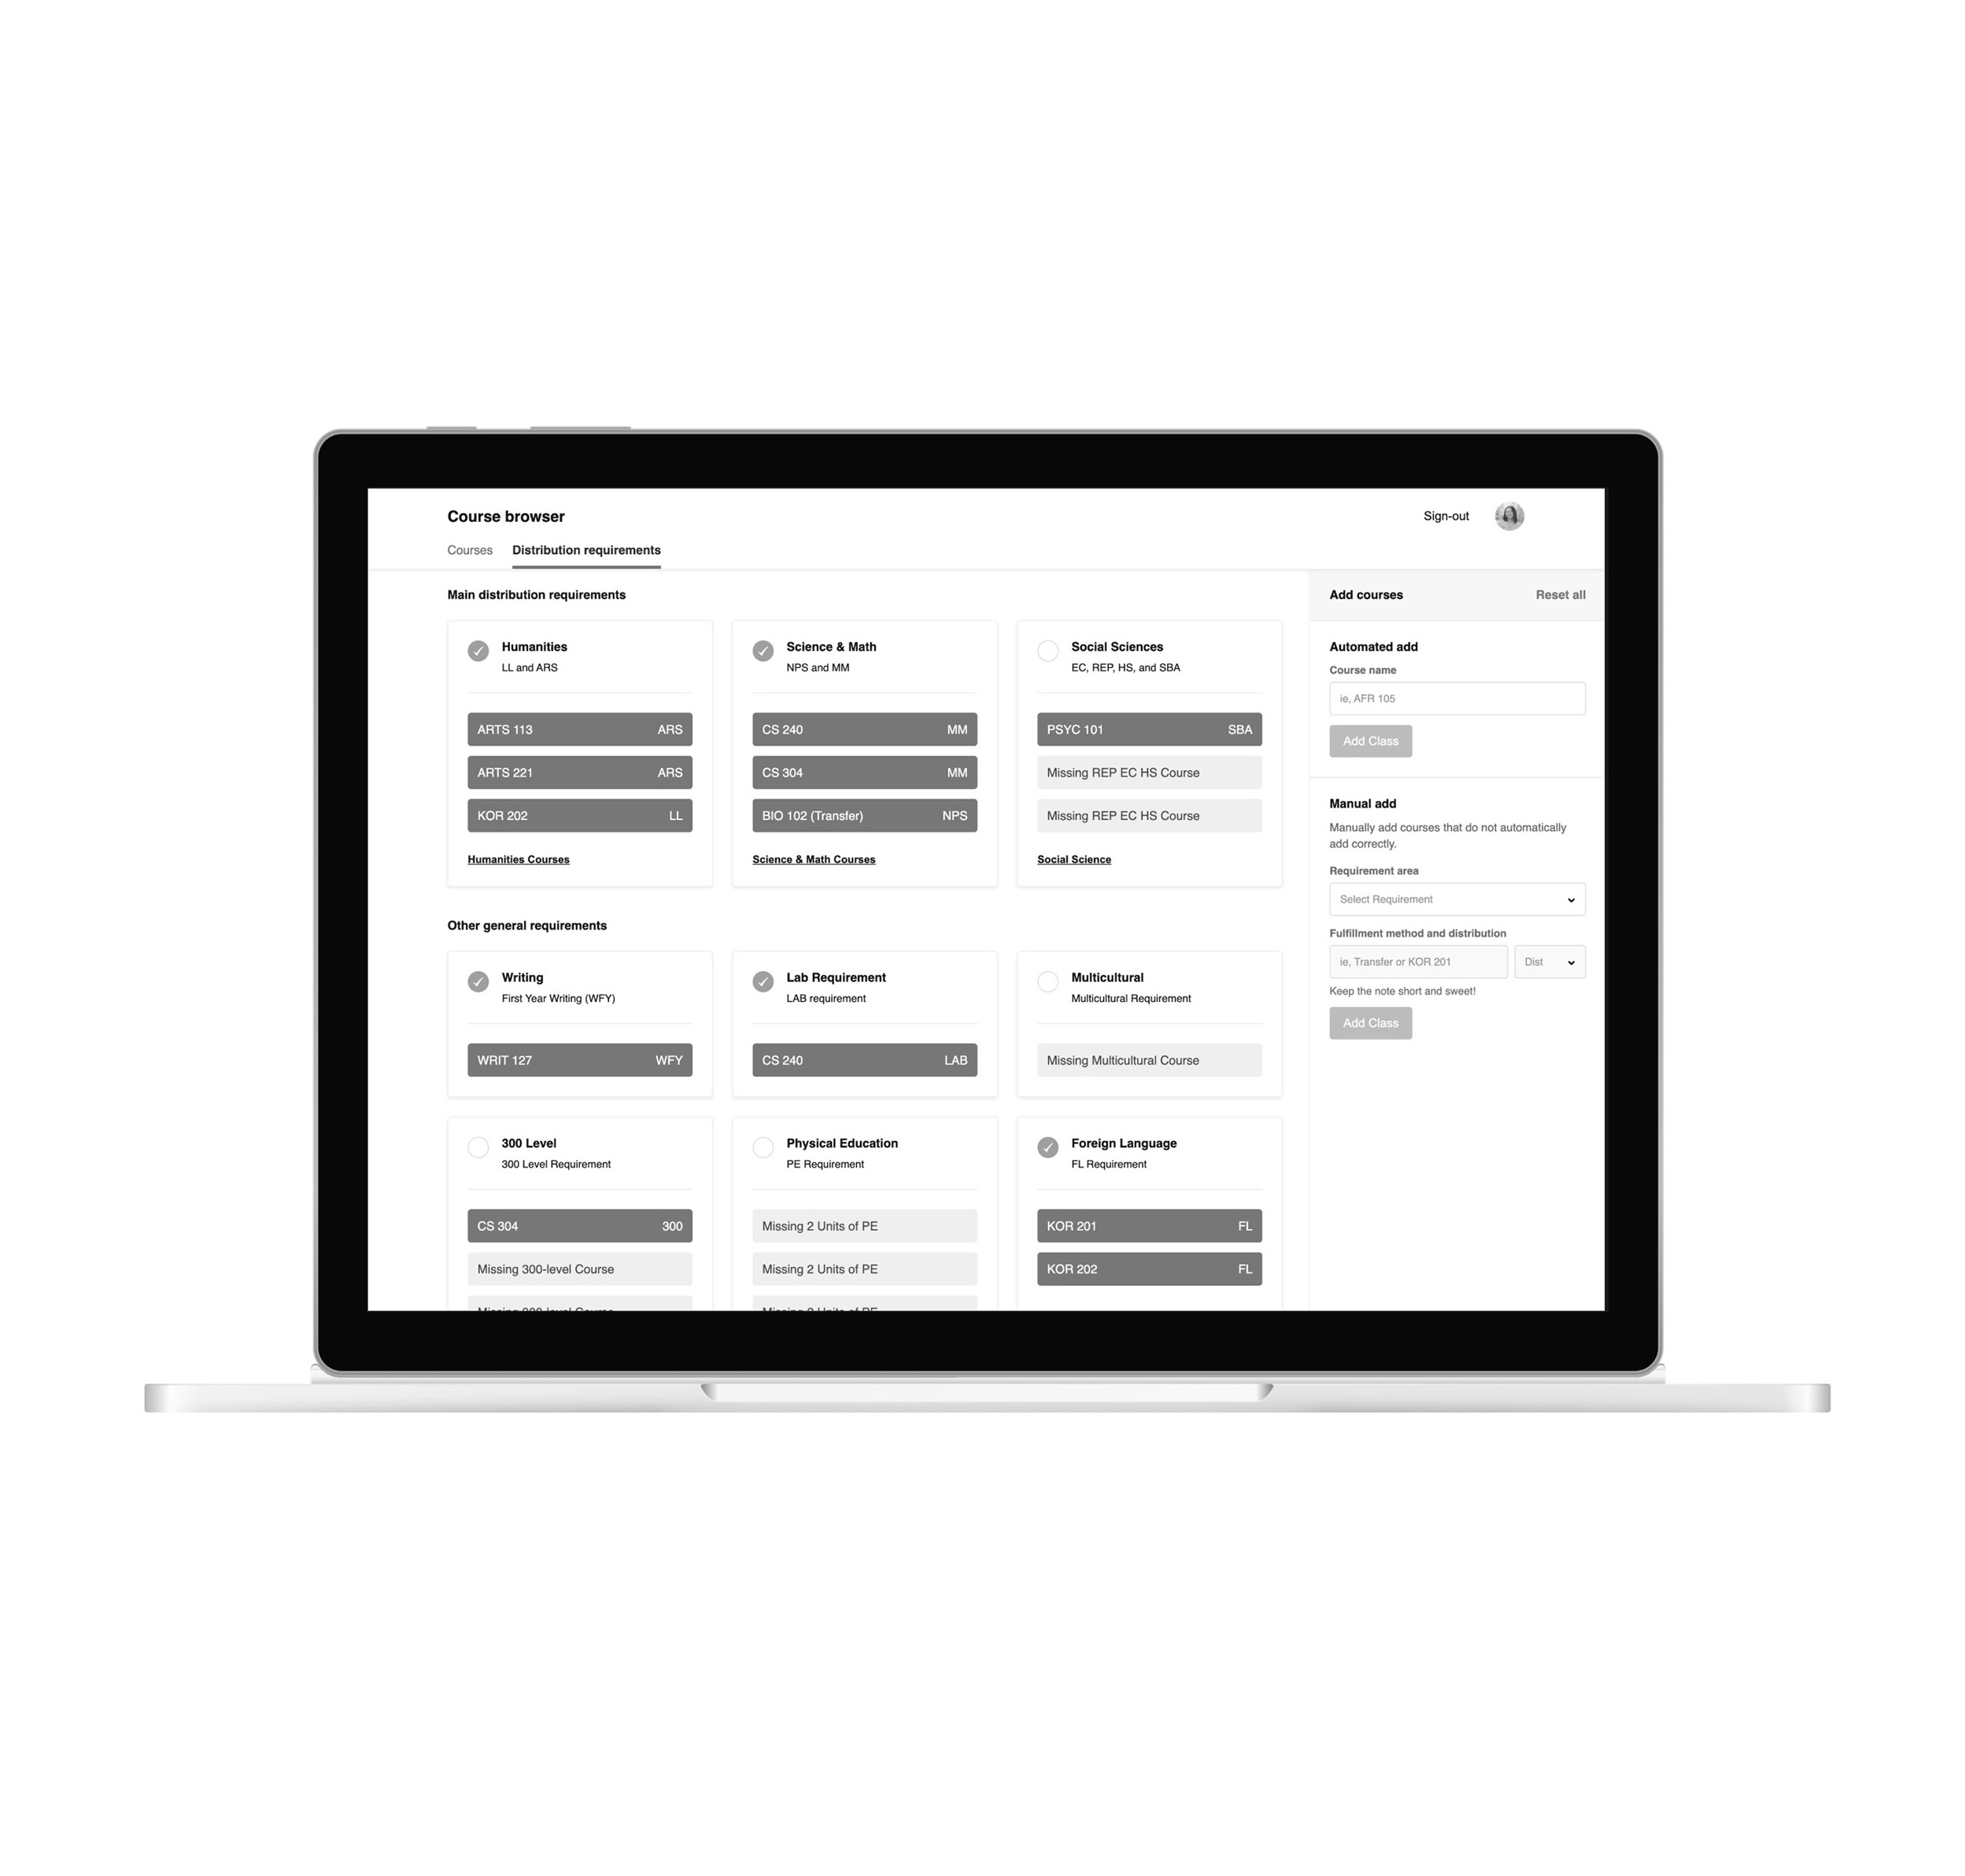 Course browser
Sign-out
Courses
Distribution requirements
Main distribution requirements
Humanities
LL and ARS
ARTS 113 ARS
ARTS 221 ARS
KOR 202 LL
Humanities Courses
Science & Math
NPS and MM
CS 240 MM
CS 304 MM
BIO 102 (Transfer) NPS
Science & Math Courses
Social Sciences
EC, REP, HS, and SBA
PSYC 101 SBA
Missing REP EC HS Course
Missing REP EC HS Course
Social Science
Other general requirements
Writing
First Year Writing (WFY)
WRIT 127 WFY
Lab Requirement
LAB requirement
CS 240 LAB
Multicultural
Multicultural Requirement
Missing Multicultural Course
300 Level
300 Level Requirement
CS 304 300
Missing 300-level Course
Missing 300-level Course
Physical Education
PE Requirement
Missing 2 Units of PE
Missing 2 Units of PE
Missing 2 Units of PE
Foreign Language
FL Requirement
KOR 201 FL
KOR 202 FL
Add courses
Reset all
Automated add
Course name
ie, AFR 105
Add Class
Manual add
Manually add courses that do not automatically
add correctly.
Requirement area
Select Requirement
Fulfillment method and distribution
ie, Transfer or KOR 201
Dist
Keep the note short and sweet!
Add Class